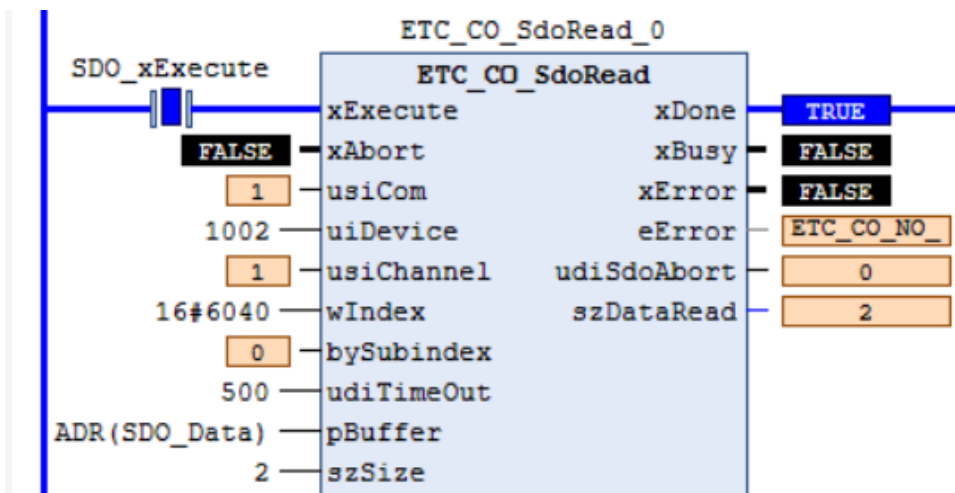 ETC_CO_SdoRead_0
SDO_xExecute ETC_CO_SdoRead
xExecute xDone TRUE
FALSE xAbort xBusy FALSE
1 usiCom xError FALSE
1002 uiDevice eError ETC_CO_NO_
1 usiChannel udiSdoAbort 0
16#6040 wIndex szDataRead 2
0 bySubindex
500 udiTimeOut
ADR(SDO_Data) pBuffer
2 szSize